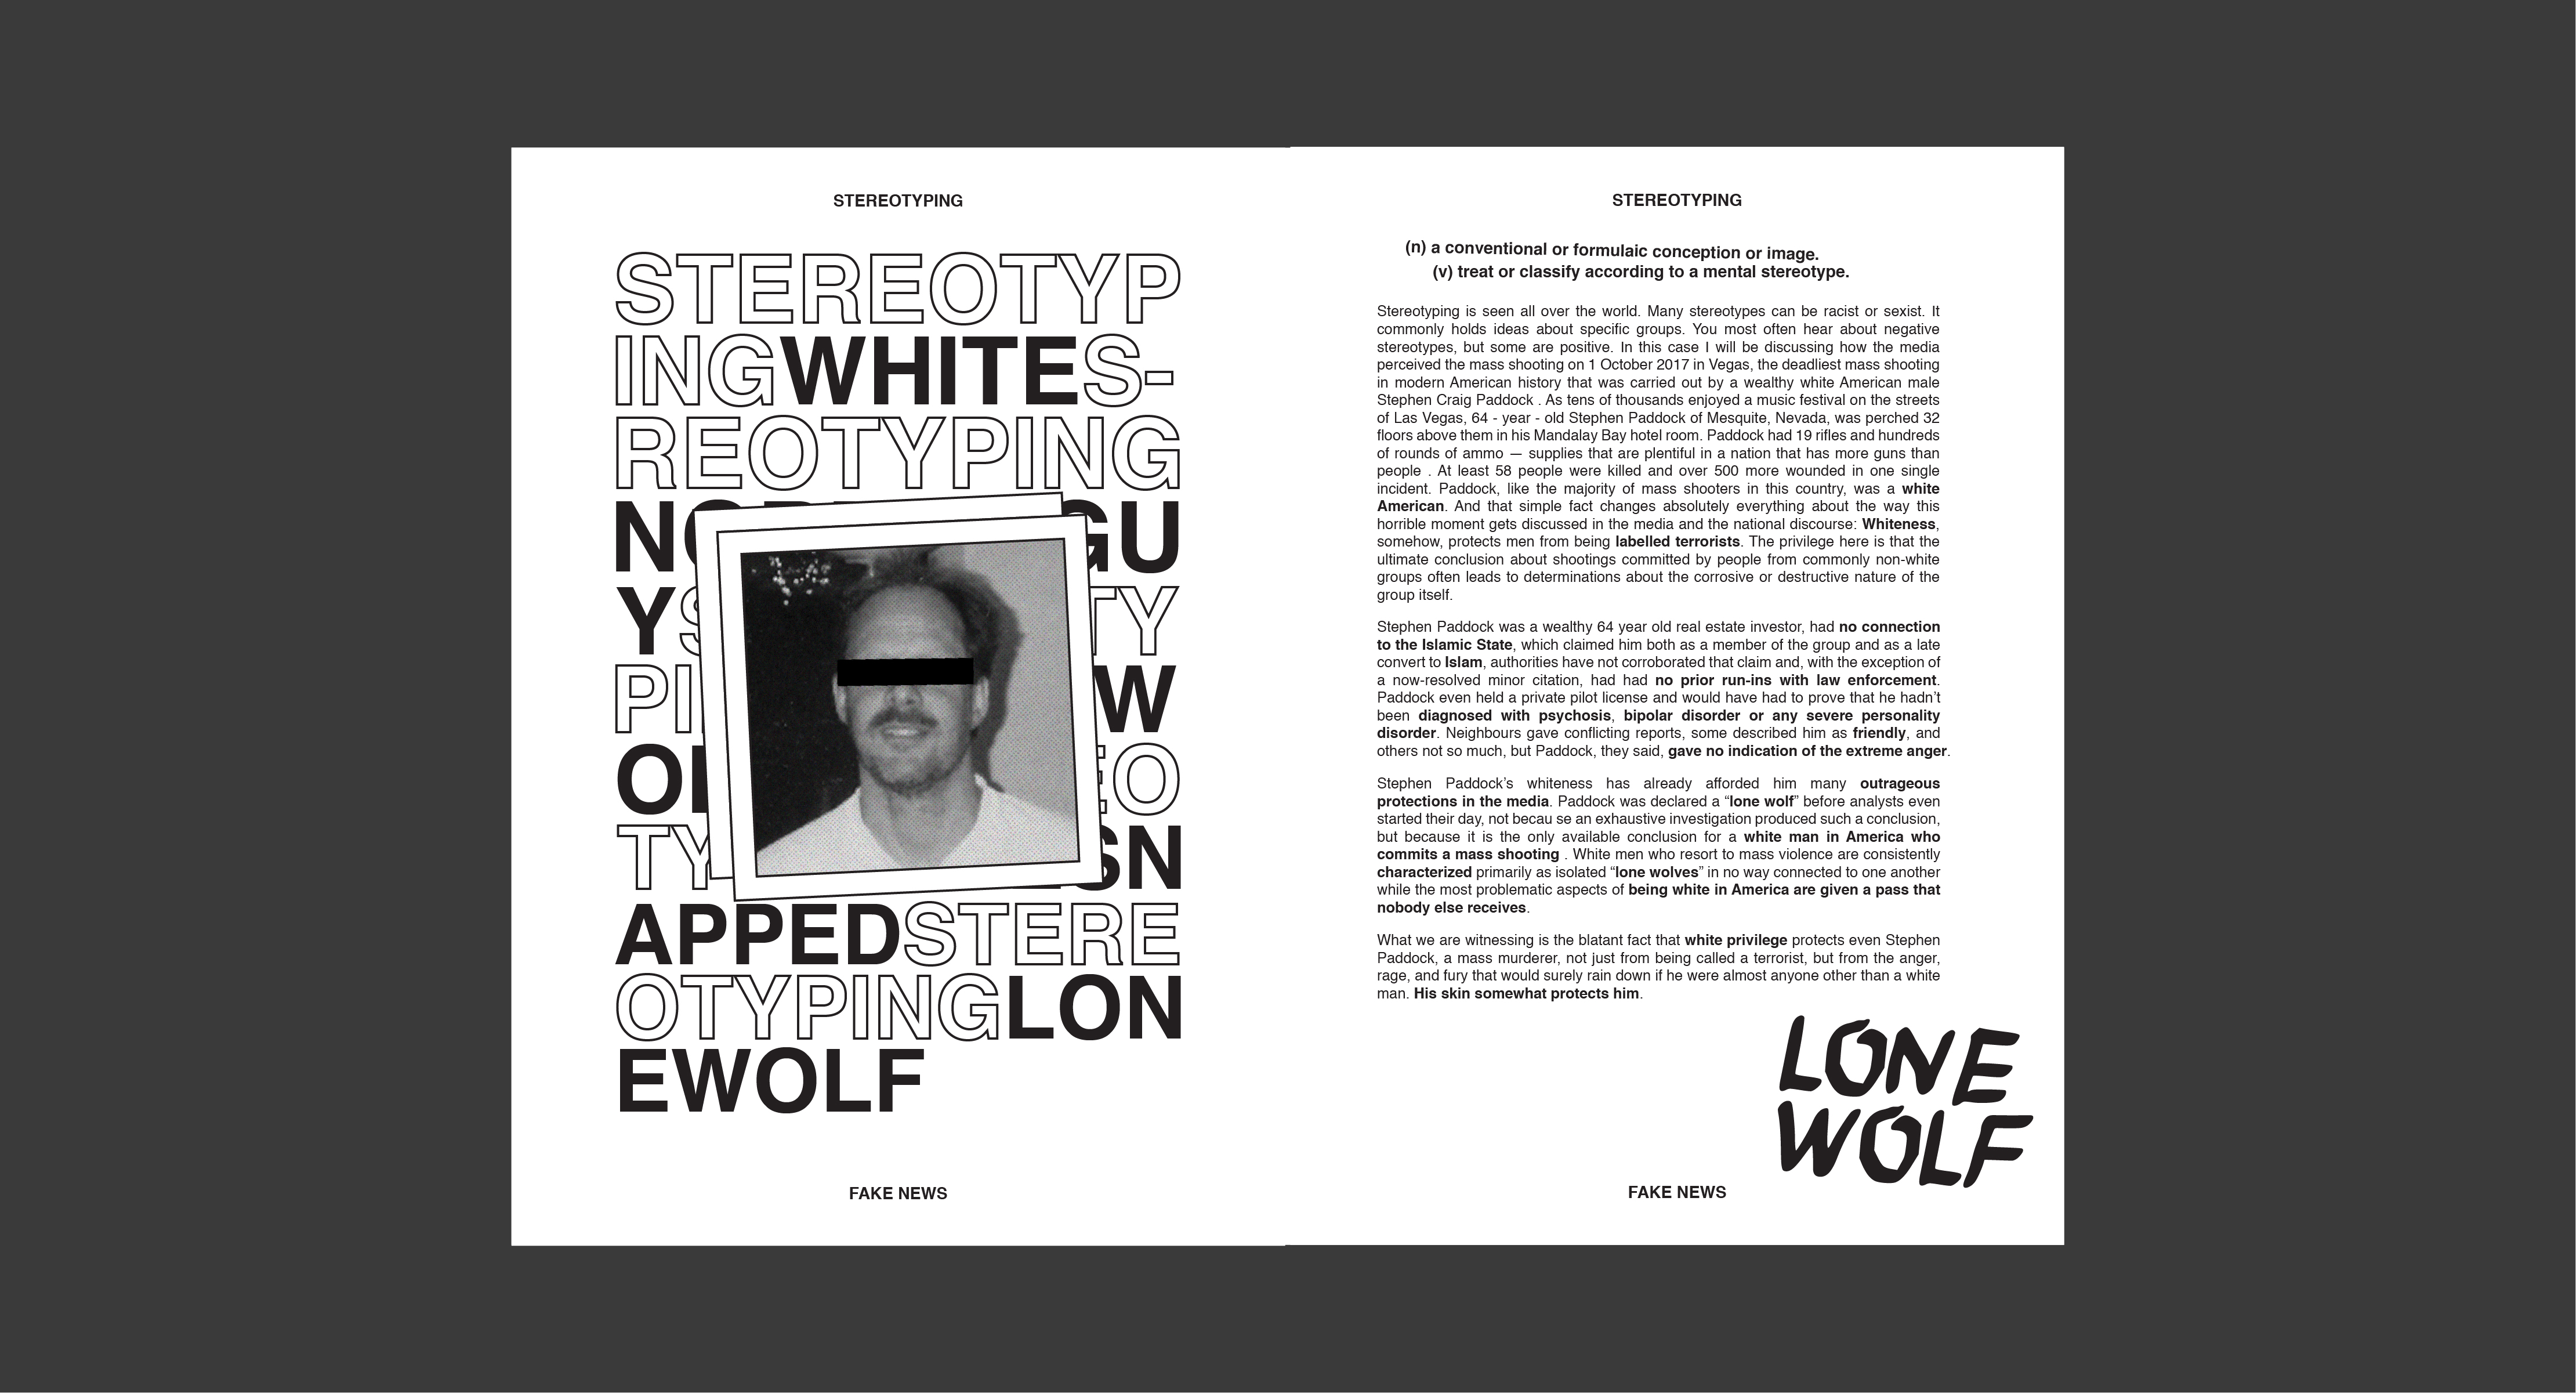 STEREOTYPING
STEREOTYP
INGWHITES-
REOTYPING
N GU
Y TY
PI W
O EO
TY SN
APPEDSTERE
OTYPINGLON
EWOLF
FAKE NEWS
STEREOTYPING
(n) a conventional or formulaic conception or image.
(v) treat or classify according to a mental stereotype.
Stereotyping is seen all over the world. Many stereotypes can be racist or sexist. It
commonly holds ideas about specific groups. You most often hear about negative
stereotypes, but some are positive. In this case I will be discussing how the media
perceived the mass shooting on 1 October 2017 in Vegas, the deadliest mass shooting
in modern American history that was carried out by a wealthy white American male
Stephen Craig Paddock . As tens of thousands enjoyed a music festival on the streets
of Las Vegas, 64 - year - old Stephen Paddock of Mesquite, Nevada, was perched 32
floors above them in his Mandalay Bay hotel room. Paddock had 19 rifles and hundreds
of rounds of ammo — supplies that are plentiful in a nation that has more guns than
people . At least 58 people were killed and over 500 more wounded in one single
incident. Paddock, like the majority of mass shooters in this country, was a white
American. And that simple fact changes absolutely everything about the way this
horrible moment gets discussed in the media and the national discourse: Whiteness,
somehow, protects men from being labelled terrorists. The privilege here is that the
ultimate conclusion about shootings committed by people from commonly non-white
groups often leads to determinations about the corrosive or destructive nature of the
group itself.
Stephen Paddock was a wealthy 64 year old real estate investor, had no connection
to the Islamic State, which claimed him both as a member of the group and as a late
convert to Islam, authorities have not corroborated that claim and, with the exception of
a now-resolved minor citation, had had no prior run-ins with law enforcement.
Paddock even held a private pilot license and would have had to prove that he hadn't
been diagnosed with psychosis, bipolar disorder or any severe personality
disorder. Neighbours gave conflicting reports, some described him as friendly, and
others not so much, but Paddock, they said, gave no indication of the extreme anger.
Stephen Paddock's whiteness has already afforded him many outrageous
protections in the media. Paddock was declared a “lone wolf” before analysts even
started their day, not becau se an exhaustive investigation produced such a conclusion,
but because it is the only available conclusion for a white man in America who
commits a mass shooting . White men who resort to mass violence are consistently
characterized primarily as isolated “lone wolves” in no way connected to one another
while the most problematic aspects of being white in America are given a pass that
nobody else receives.
What we are witnessing is the blatant fact that white privilege protects even Stephen
Paddock, a mass murderer, not just from being called a terrorist, but from the anger,
rage, and fury that would surely rain down if he were almost anyone other than a white
man. His skin somewhat protects him.
LONE
WOLF
FAKE NEWS